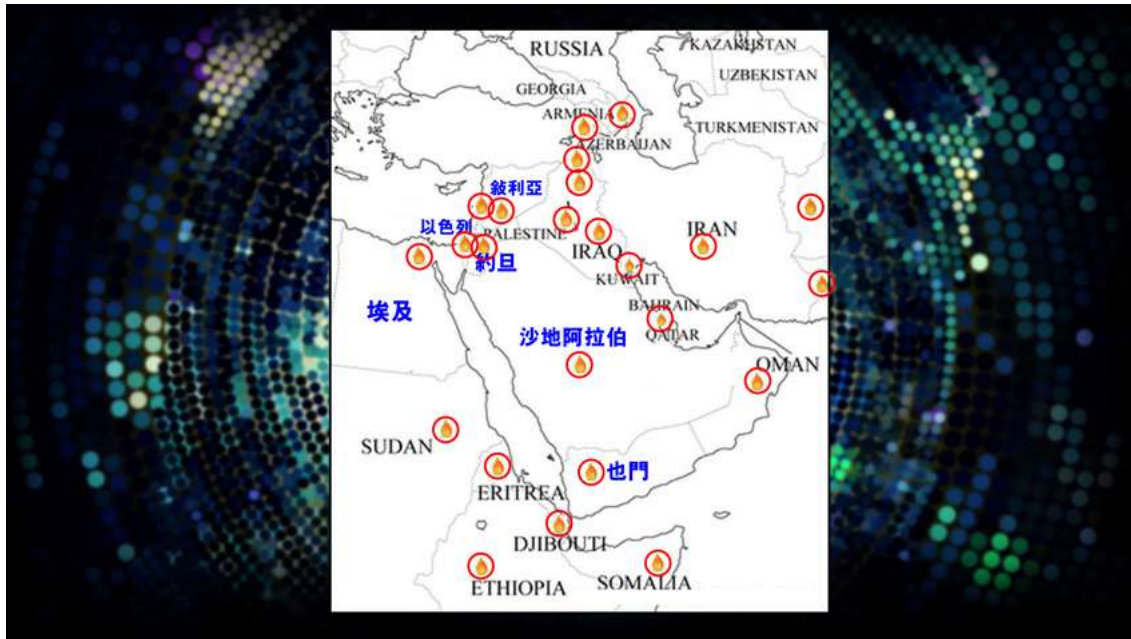 RUSSIA
KAZAKHSTAN
UZBEKISTAN
GEORGIA
ARMENIA
TURKMENISTAN
AZERBAIJAN
敍利亞
以色列
PALESTINE
IRAN
IRAQ
約旦
KUWAIT
埃及
BAHRAIN
QATAR
沙地阿拉伯
OMAN
SUDAN
也門
ERITREA
DJIBOUTI
ETHIOPIA
SOMALIA